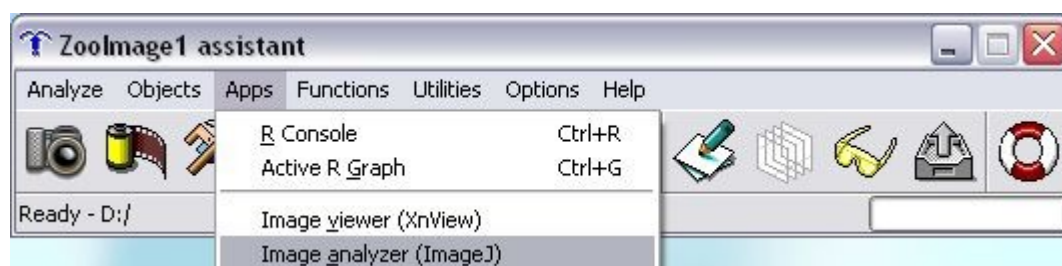 ZooImage1 assistant
Analyze Objects Apps Functions Utilities Options Help
R Console Ctrl+R
Active R Graph Ctrl+G
Ready - D:/
Image viewer (XnView)
Image analyzer (ImageJ)